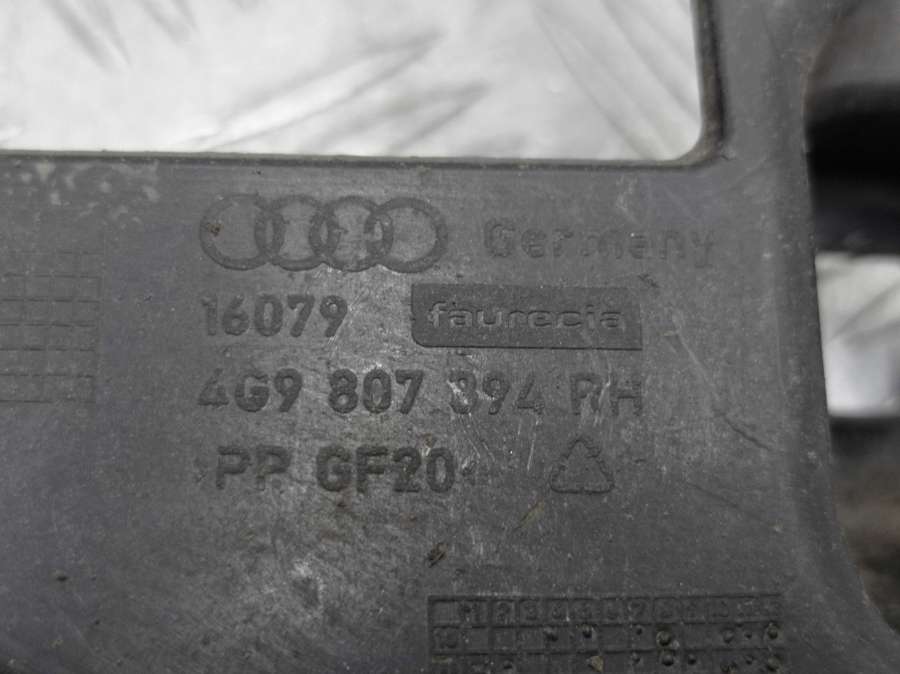 Germany
16079 faurecia
4G9 807 394 RH
>PP GF20<